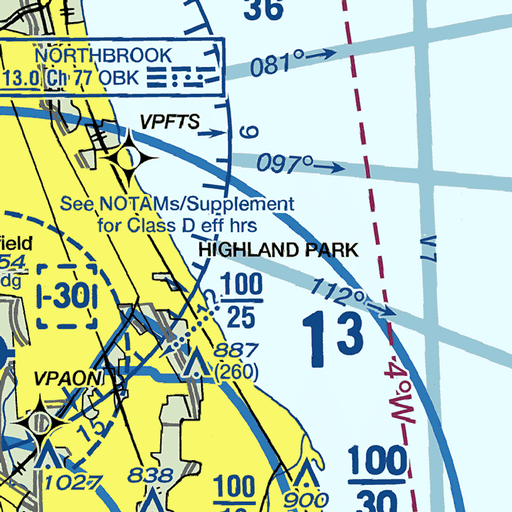 36
NORTHBROOK
13.0 Ch 77 OBK
081°
VPFTS
9
097°
See NOTAMs/Supplement
for Class D eff hrs
field
54
dg
HIGHLAND PARK
V7
-30
12
100
25
112°
13
887
(260)
VPAON
4°W
15
838
1027
100
100
30
900